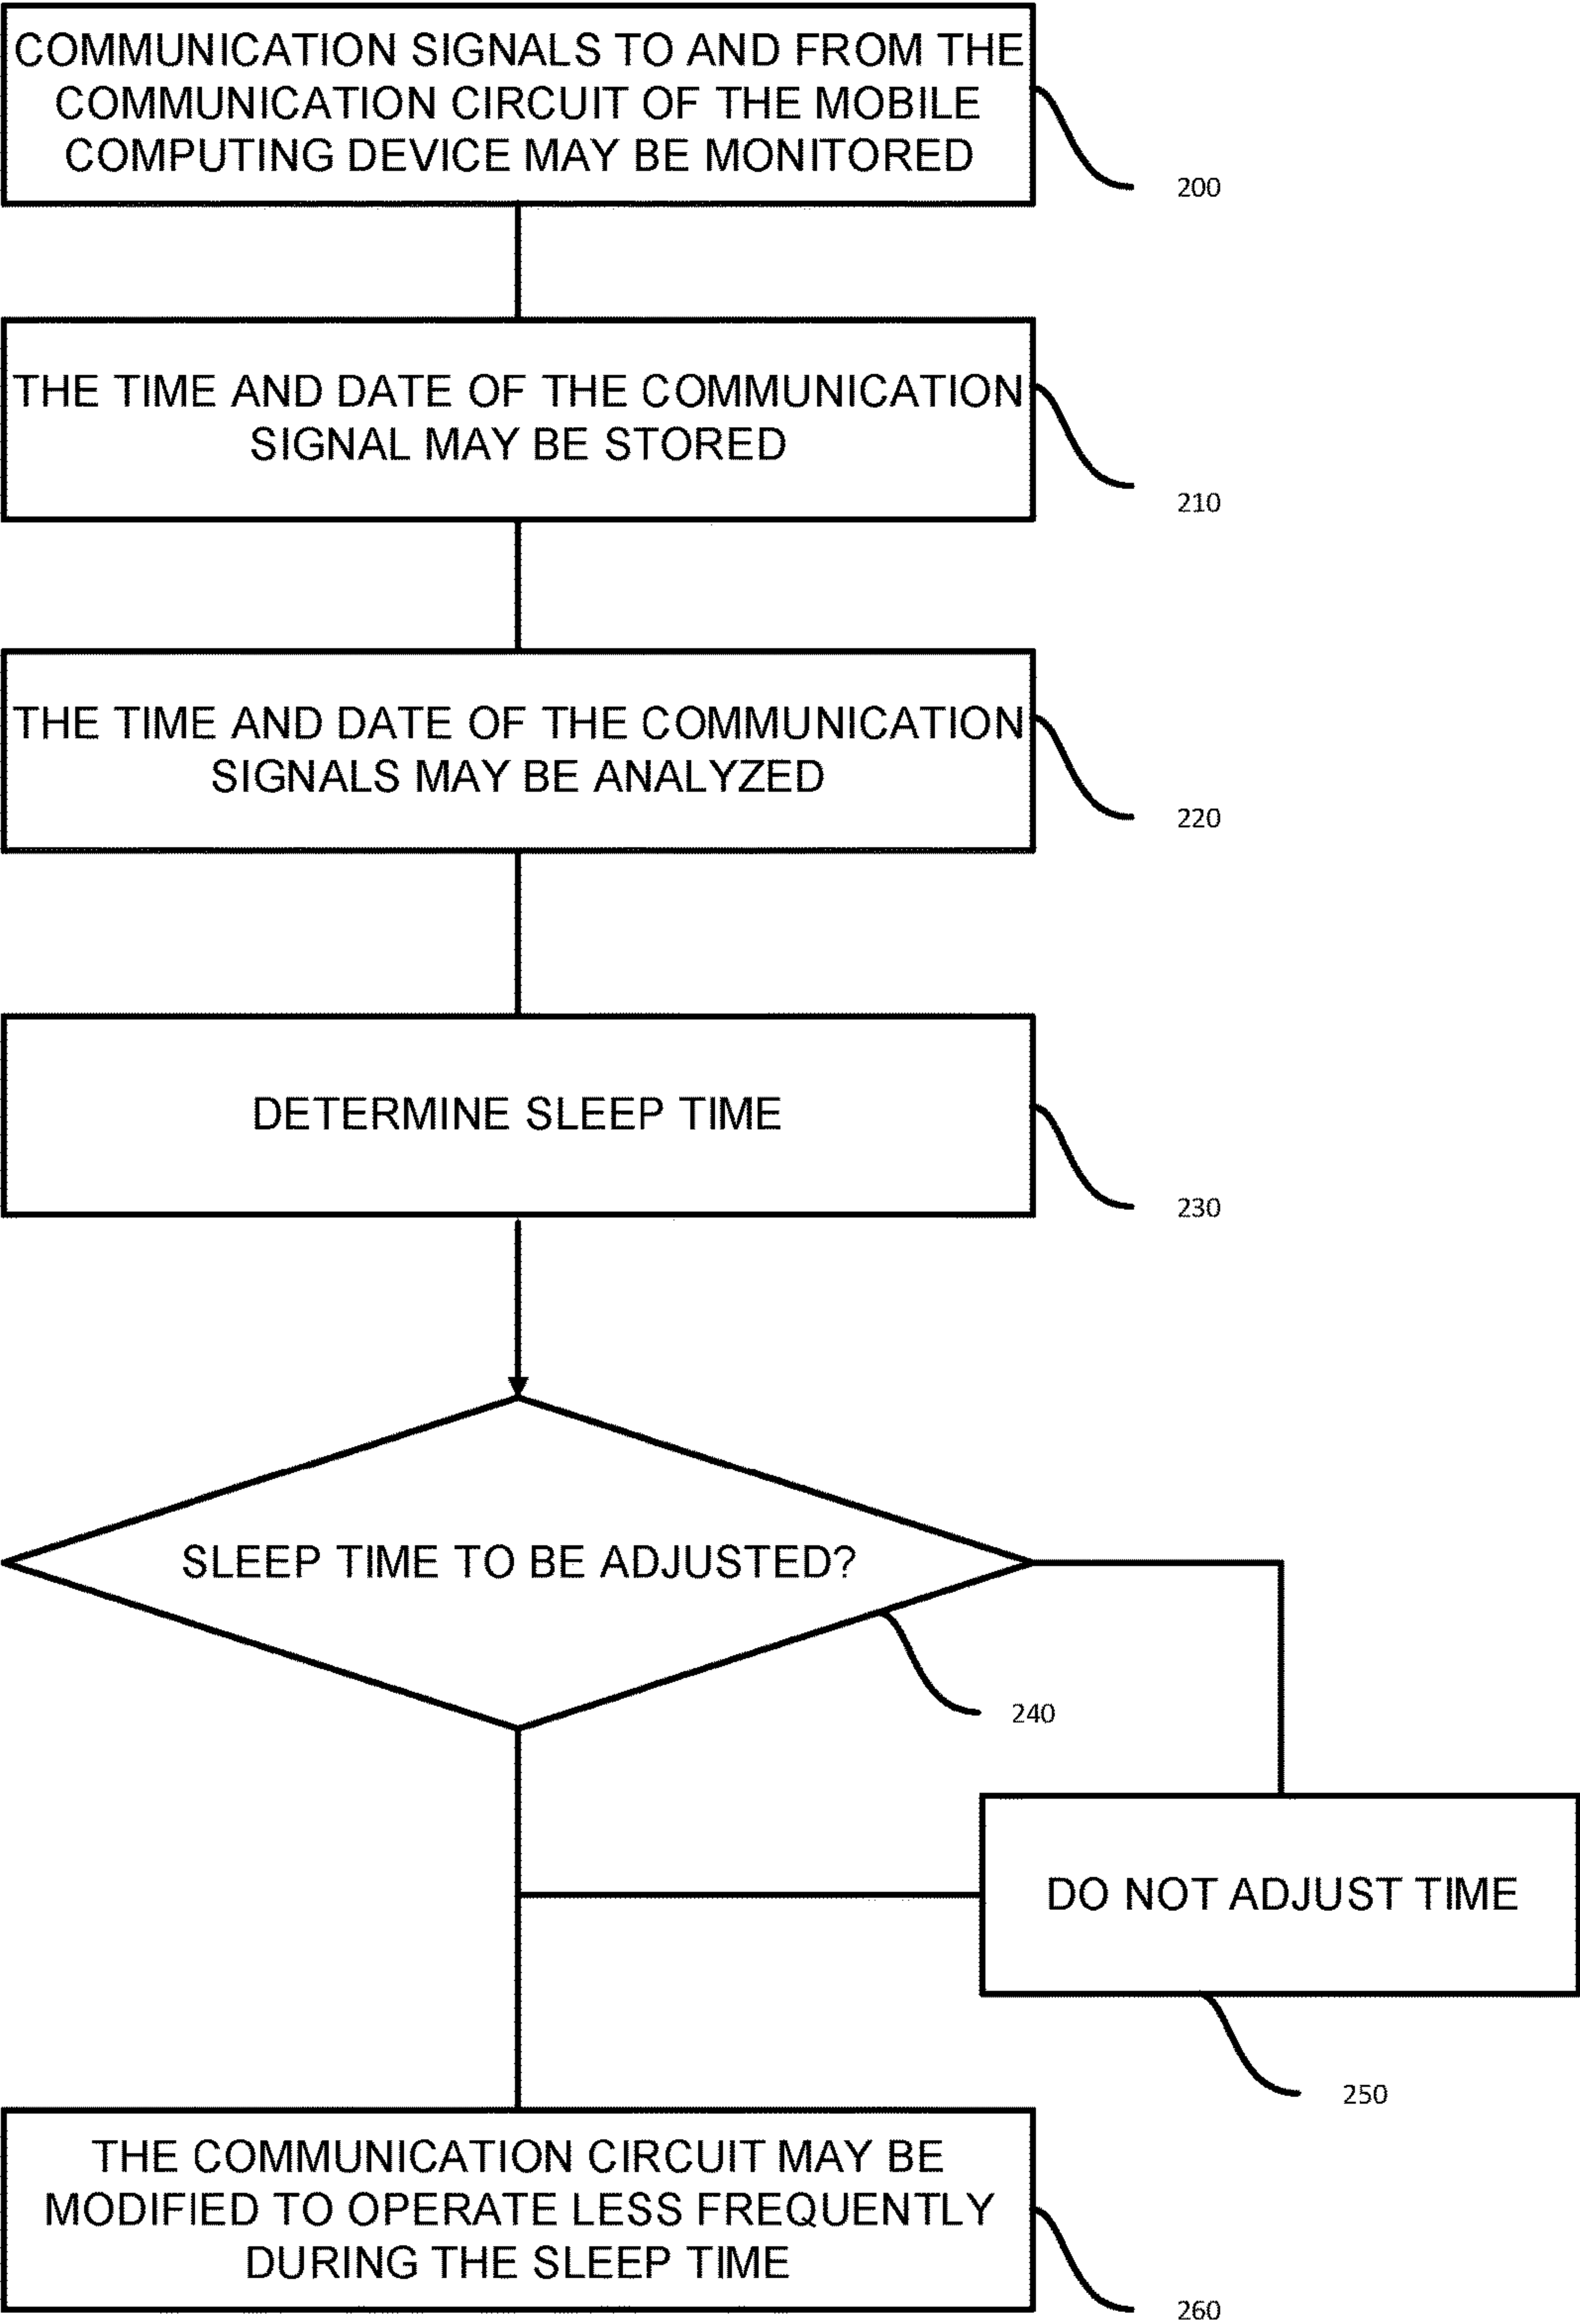 COMMUNICATION SIGNALS TO AND FROM THE
COMMUNICATION CIRCUIT OF THE MOBILE
COMPUTING DEVICE MAY BE MONITORED
200
THE TIME AND DATE OF THE COMMUNICATION
SIGNAL MAY BE STORED
210
THE TIME AND DATE OF THE COMMUNICATION
SIGNALS MAY BE ANALYZED
220
DETERMINE SLEEP TIME
230
SLEEP TIME TO BE ADJUSTED?
240
DO NOT ADJUST TIME
250
THE COMMUNICATION CIRCUIT MAY BE
MODIFIED TO OPERATE LESS FREQUENTLY
DURING THE SLEEP TIME
260